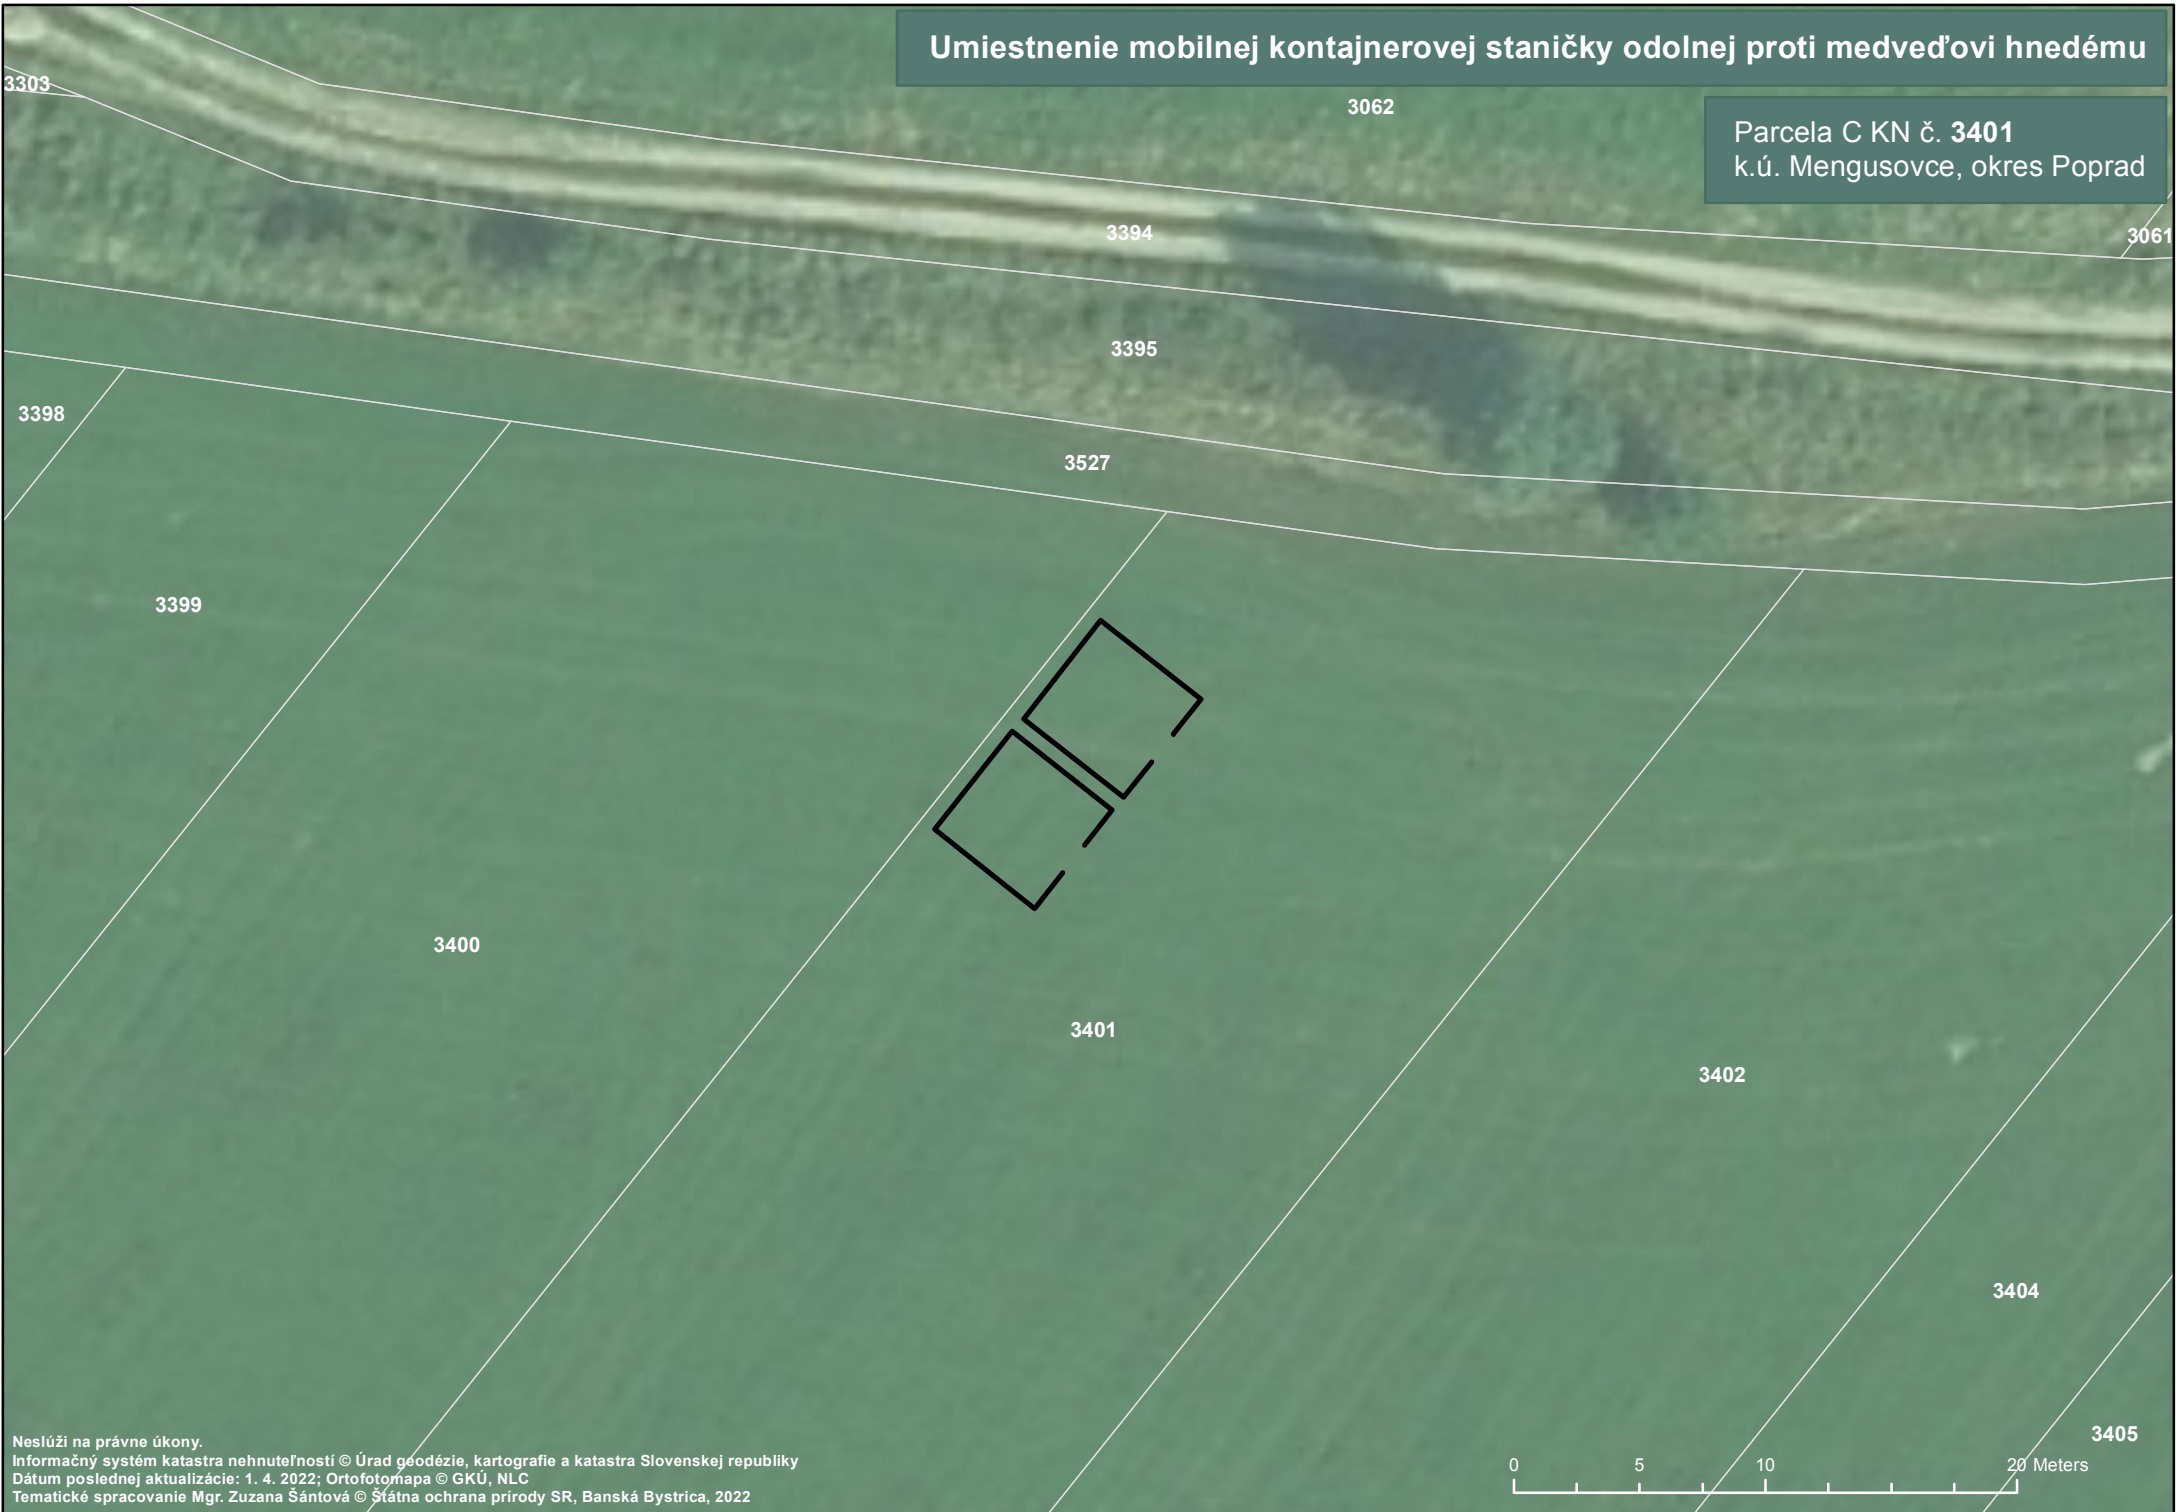 Umiestnenie mobilnej kontajnerovej staničky odolnej proti medveďovi hnedému
3303
3062
Parcela C KN č. 3401
k.ú. Mengusovce, okres Poprad
3394
3061
3395
3398
3527
3399
3400
3401
3402
3404
3405
Neslúži na právne úkony.
Informačný systém katastra nehnuteľností © Úrad geodézie, kartografie a katastra Slovenskej republiky
Dátum poslednej aktualizácie: 1. 4. 2022; Ortofotomapa © GKÚ, NLC
Tematické spracovanie Mgr. Zuzana Šántová © Štátna ochrana prírody SR, Banská Bystrica, 2022
0 5 10 20 Meters